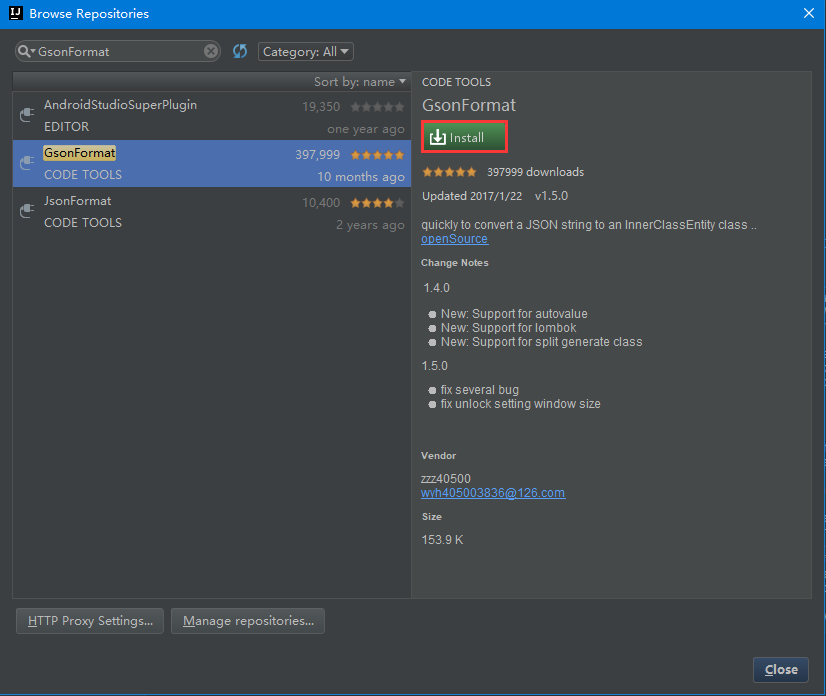 IJ Browse Repositories
GsonFormat
Category: All
Sort by: name
AndroidStudioSuperPlugin 19,350
EDITOR one year ago
GsonFormat 397,999
CODE TOOLS 10 months ago
JsonFormat 10,400
CODE TOOLS 2 years ago
CODE TOOLS
GsonFormat
Install
397999 downloads
Updated 2017/1/22 v1.5.0
quickly to convert a JSON string to an InnerClassEntity class ..
openSource
Change Notes
1.4.0
New: Support for autovalue
New: Support for lombok
New: Support for split generate class
1.5.0
fix several bug
fix unlock setting window size
Vendor
zzz40500
wyh405003836@126.com
Size
153.9 K
HTTP Proxy Settings...
Manage repositories...
Close